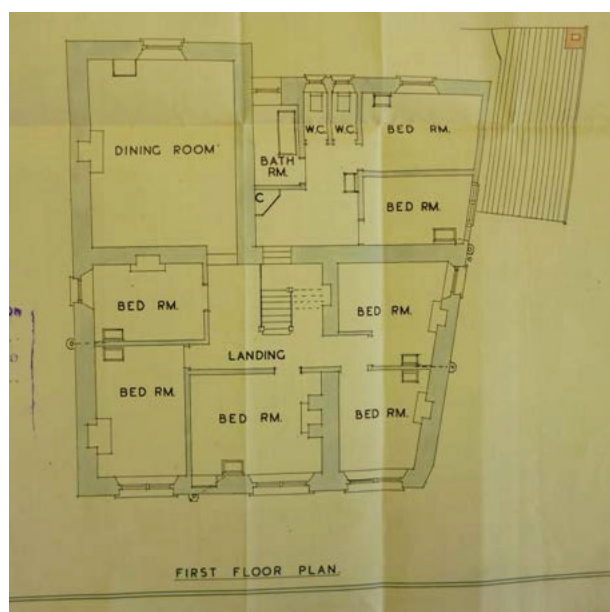 DINING ROOM
W.C. W.C.
BED RM.
BATH
RM.
C
BED RM.
BED RM.
BED RM.
LANDING
BED RM.
BED RM.
BED RM.
FIRST FLOOR PLAN.